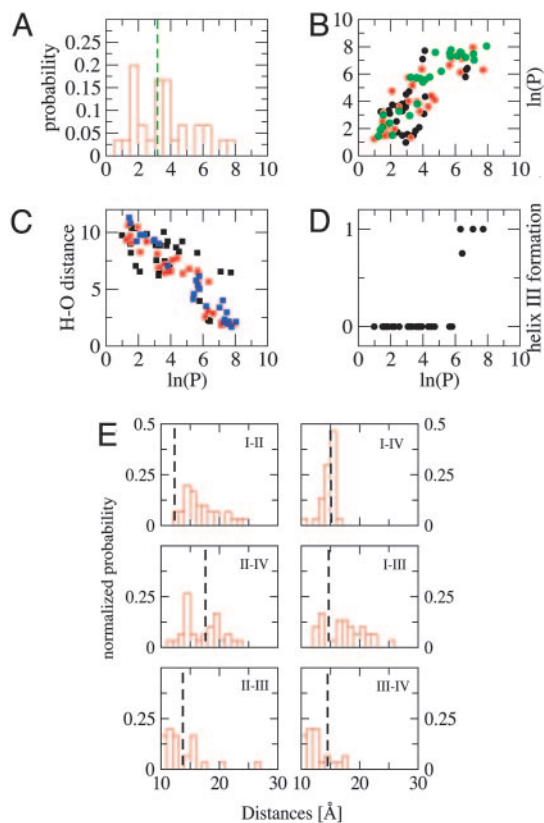 A
probability
0.25
0.2
0.15
0.1
0.05
0
0 2 4 6 8 10
B
10
8
6
4
2
0
ln(P)
0 2 4 6 8 10
C
H-O distance
10
5
0
0 2 4 6 8 10
ln(P)
D
1
0
helix III formation
0 2 4 6 8 10
ln(P)
E
normalized probability
0.5
0.25
0
I-II
I-IV
0.5
0.25
0
0.25
0
II-IV
I-III
0.25
0
0.25
0
II-III
III-IV
0.25
0
10 20 30
10 20 30
Distances [Å]